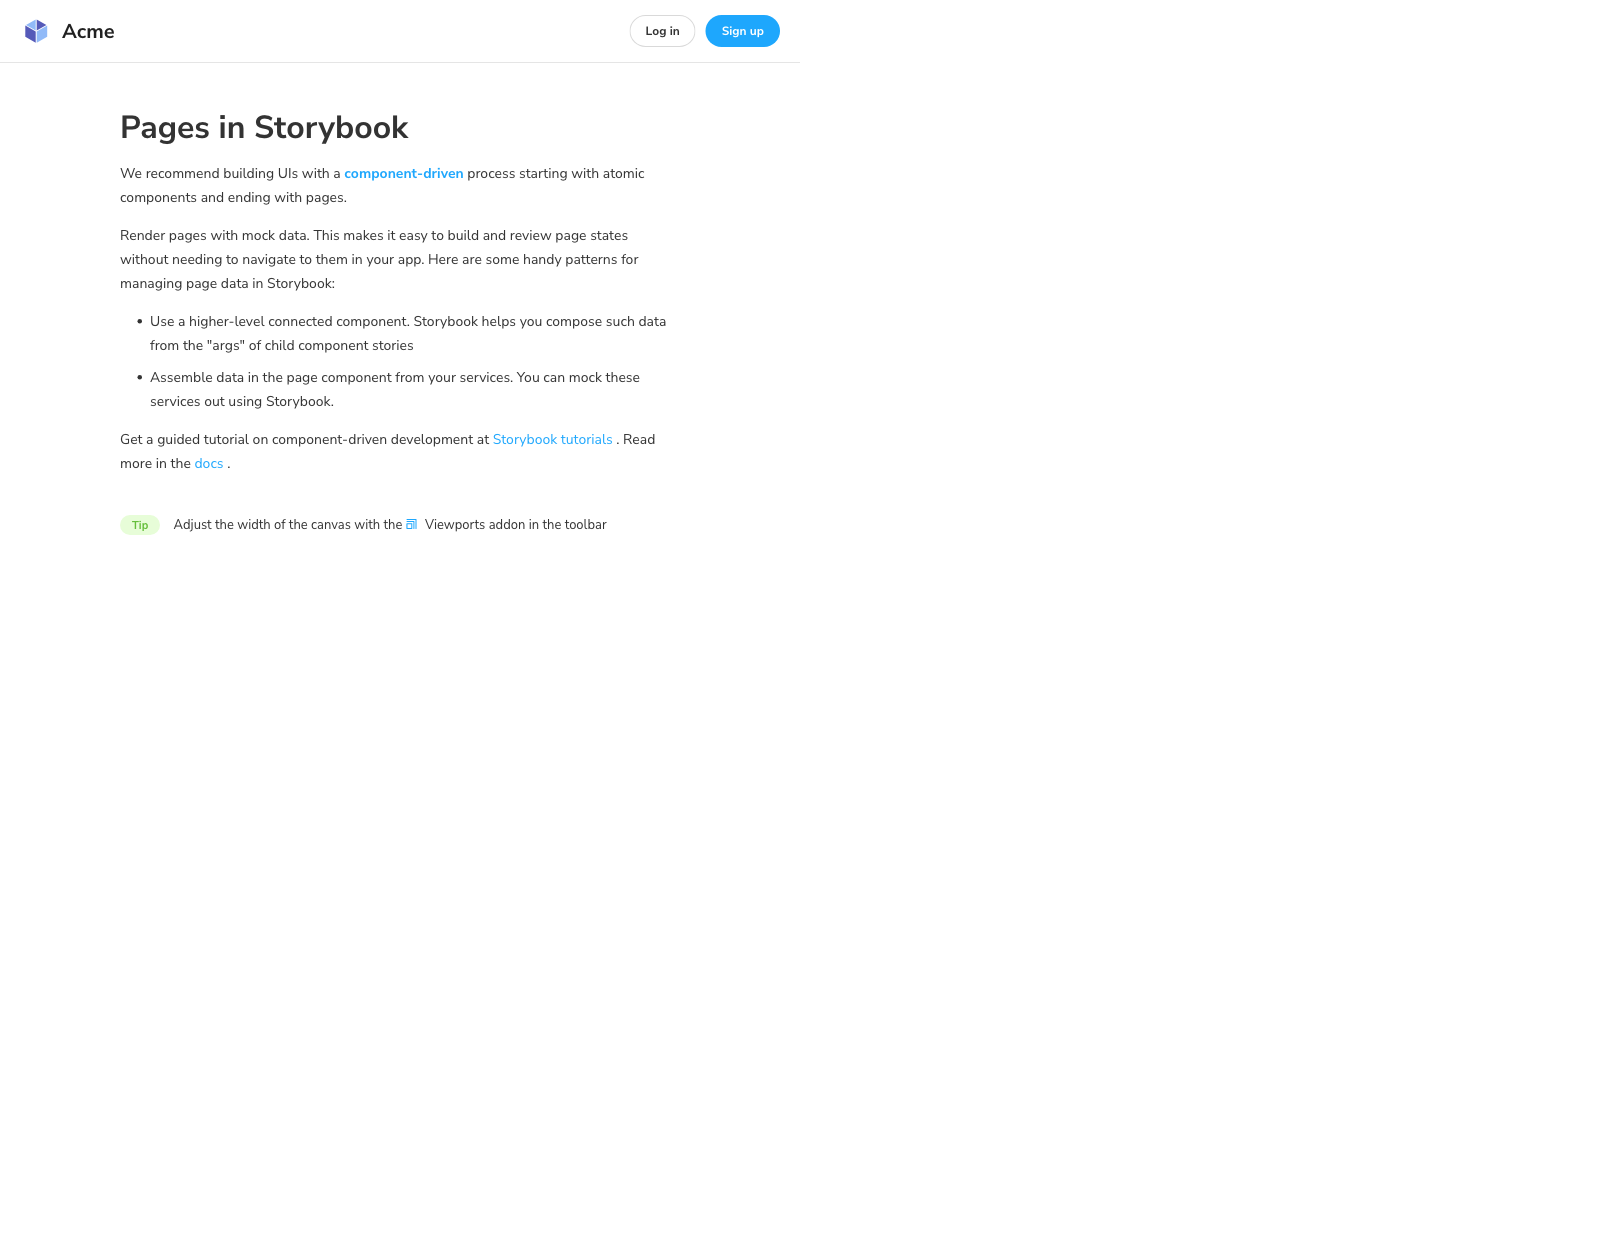 Acme
Log in
Sign up
Pages in Storybook
We recommend building UIs with a component-driven process starting with atomic
components and ending with pages.
Render pages with mock data. This makes it easy to build and review page states
without needing to navigate to them in your app. Here are some handy patterns for
managing page data in Storybook:
• Use a higher-level connected component. Storybook helps you compose such data
from the "args" of child component stories
• Assemble data in the page component from your services. You can mock these
services out using Storybook.
Get a guided tutorial on component-driven development at Storybook tutorials . Read
more in the docs .
Tip Adjust the width of the canvas with the Viewports addon in the toolbar